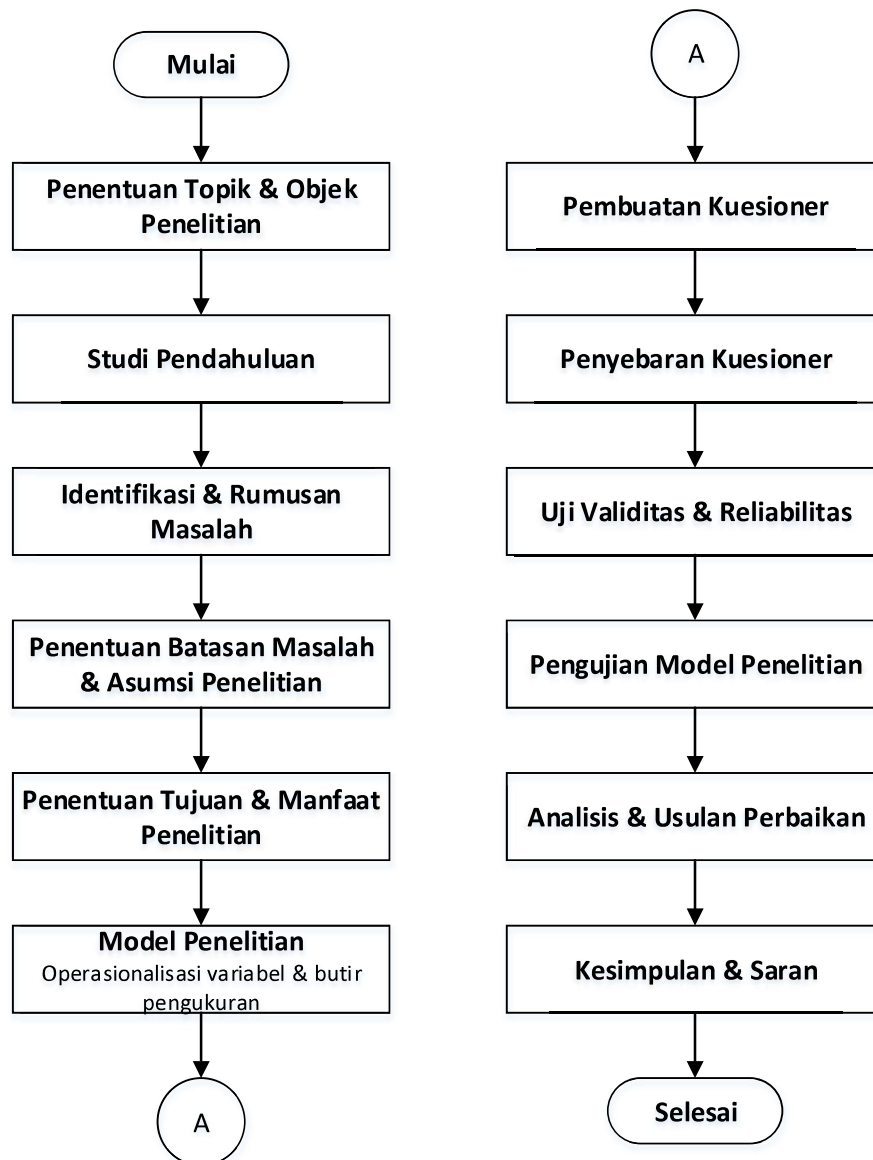 Mulai
Penentuan Topik & Objek
Penelitian
Studi Pendahuluan
Identifikasi & Rumusan
Masalah
Penentuan Batasan Masalah
& Asumsi Penelitian
Penentuan Tujuan & Manfaat
Penelitian
Model Penelitian
Operasionalisasi variabel & butir
pengukuran
A
A
Pembuatan Kuesioner
Penyebaran Kuesioner
Uji Validitas & Reliabilitas
Pengujian Model Penelitian
Analisis & Usulan Perbaikan
Kesimpulan & Saran
Selesai